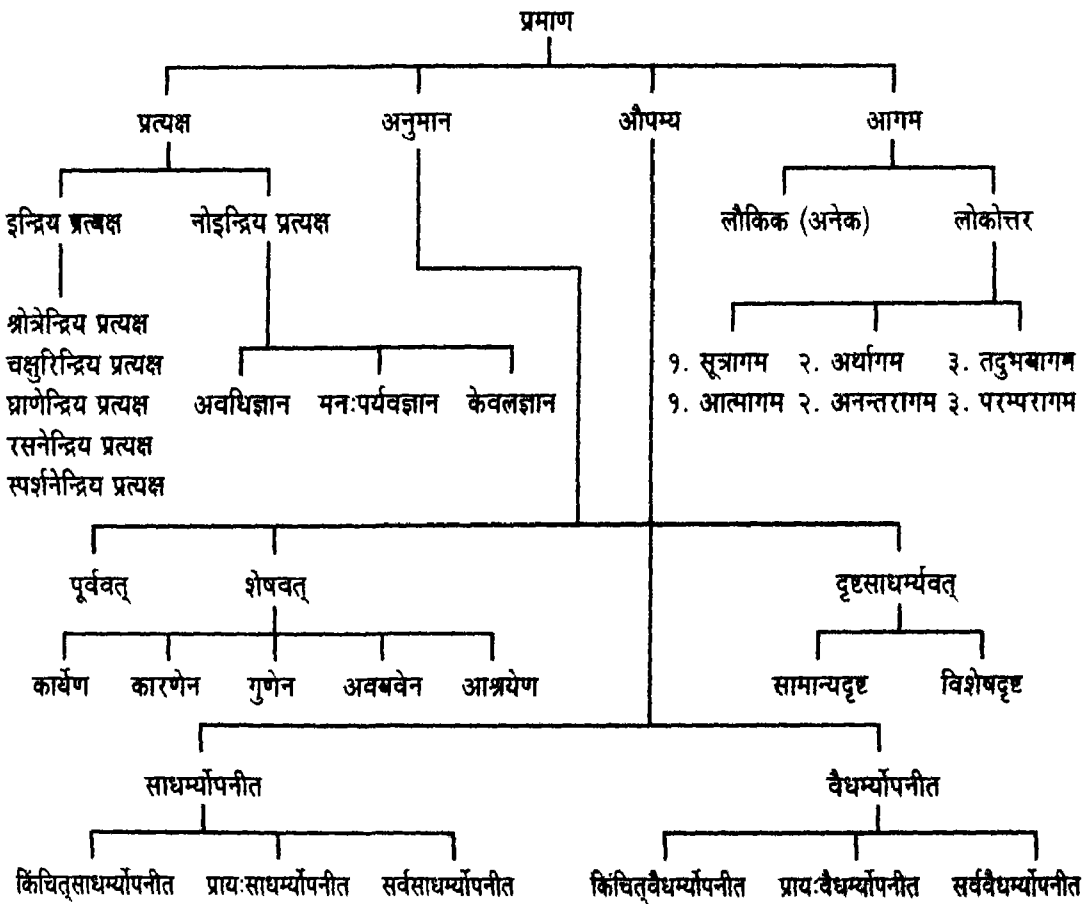 प्रमाण
प्रत्यक्ष अनुमान औपम्य आगम
इन्द्रिय प्रत्यक्ष नोइन्द्रिय प्रत्यक्ष लौकिक (अनेक) लोकोत्तर
श्रोत्रेन्द्रिय प्रत्यक्ष
चक्षुरिन्द्रिय प्रत्यक्ष १. सूत्रागम २. अर्थागम ३. तदुभयागम
घ्राणेन्द्रिय प्रत्यक्ष अवधिज्ञान मनःपर्यवज्ञान केवलज्ञान १. आत्मागम २. अनन्तरागम ३. परम्परागम
रसनेन्द्रिय प्रत्यक्ष
स्पर्शनेन्द्रिय प्रत्यक्ष
पूर्ववत् शेषवत् दृष्टसाधर्म्यवत्
कार्येण कारणेन गुणेन अवयवेन आश्रयेण सामान्यदृष्ट विशेषदृष्ट
साधर्म्योपनीत वैधर्म्योपनीत
किंचित्साधर्म्योपनीत प्रायःसाधर्म्योपनीत सर्वसाधर्म्योपनीत किंचित्वैधर्म्योपनीत प्रायःवैधर्म्योपनीत सर्ववैधर्म्योपनीत